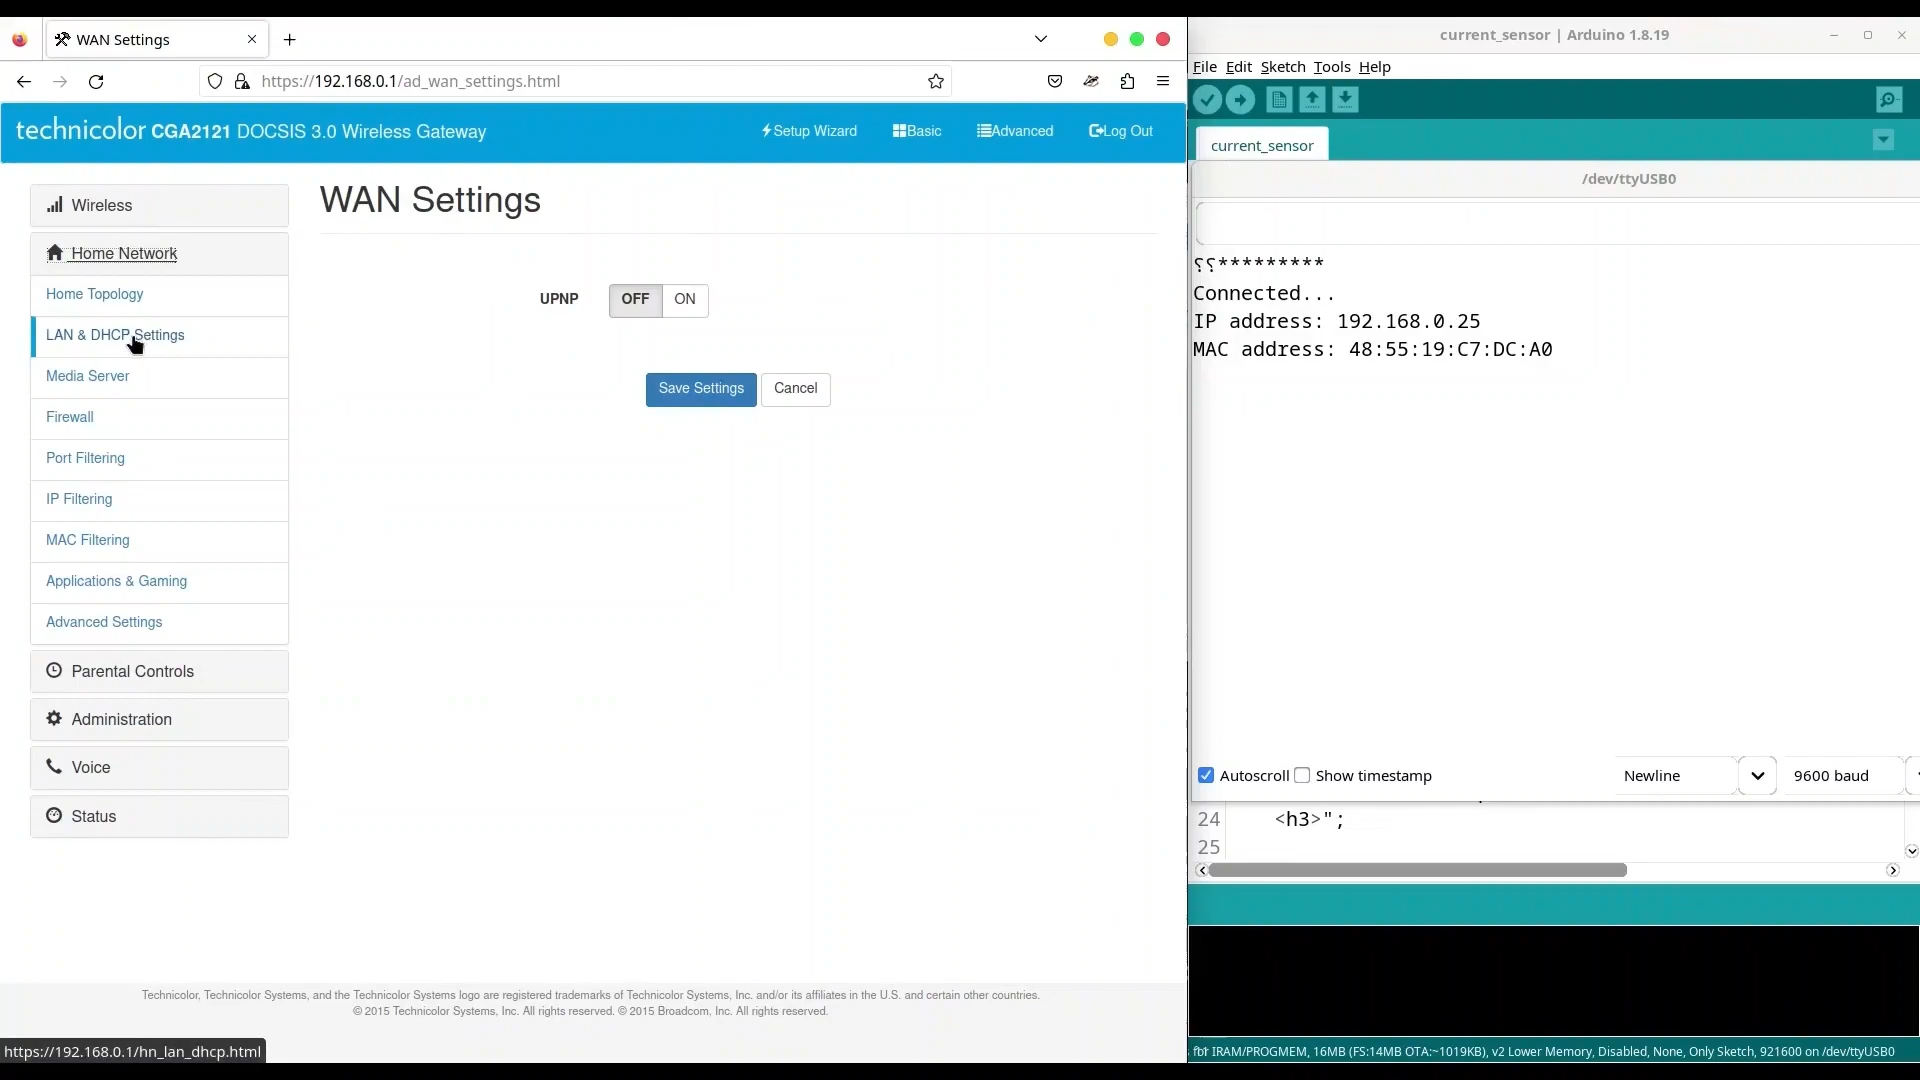 WAN Settings
https://192.168.0.1/ad_wan_settings.html
technicolor CGA2121 DOCSIS 3.0 Wireless Gateway
Setup Wizard
Basic
Advanced
Log Out
Wireless
Home Network
Home Topology
LAN & DHCP Settings
Media Server
Firewall
Port Filtering
IP Filtering
MAC Filtering
Applications & Gaming
Advanced Settings
Parental Controls
Administration
Voice
Status
WAN Settings
UPNP OFF ON
Save Settings Cancel
Technicolor, Technicolor Systems, and the Technicolor Systems logo are registered trademarks of Technicolor Systems, Inc. and/or its affiliates in the U.S. and certain other countries.
© 2015 Technicolor Systems, Inc. All rights reserved. © 2015 Broadcom, Inc. All rights reserved.
https://192.168.0.1/hn_lan_dhcp.html
current_sensor | Arduino 1.8.19
File Edit Sketch Tools Help
current_sensor
/dev/ttyUSB0
⸮⸮*********
Connected...
IP address: 192.168.0.25
MAC address: 48:55:19:C7:DC:A0
Autoscroll Show timestamp Newline 9600 baud
24 <h3>";
25
IRAM/PROGMEM, 16MB (FS:14MB OTA:~1019KB), v2 Lower Memory, Disabled, None, Only Sketch, 921600 on /dev/ttyUSB0